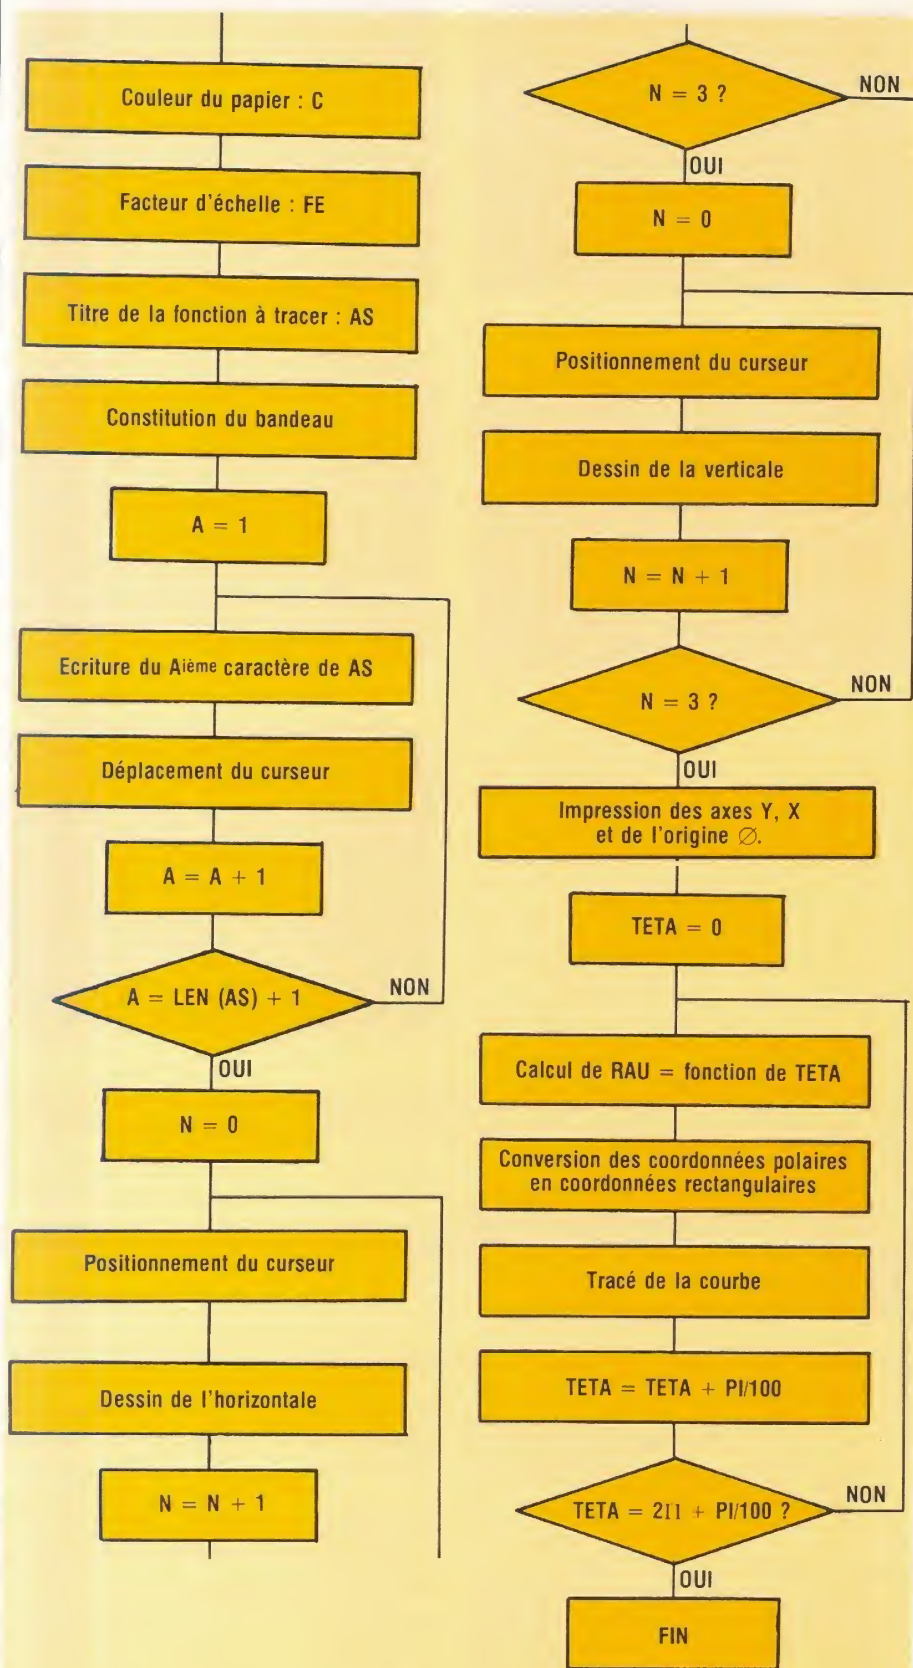 Couleur du papier : C
Facteur d'échelle : FE
Titre de la fonction à tracer : AS
Constitution du bandeau
A = 1
Ecriture du Aième caractère de AS
Déplacement du curseur
A = A + 1
A = LEN (AS) + 1
NON
OUI
N = 0
Positionnement du curseur
Dessin de l'horizontale
N = N + 1
N = 3 ?
NON
OUI
N = 0
Positionnement du curseur
Dessin de la verticale
N = N + 1
N = 3 ?
NON
OUI
Impression des axes Y, X
et de l'origine ∅.
TETA = 0
Calcul de RAU = fonction de TETA
Conversion des coordonnées polaires
en coordonnées rectangulaires
Tracé de la courbe
TETA = TETA + PI/100
TETA = 2Π + PI/100 ?
NON
OUI
FIN